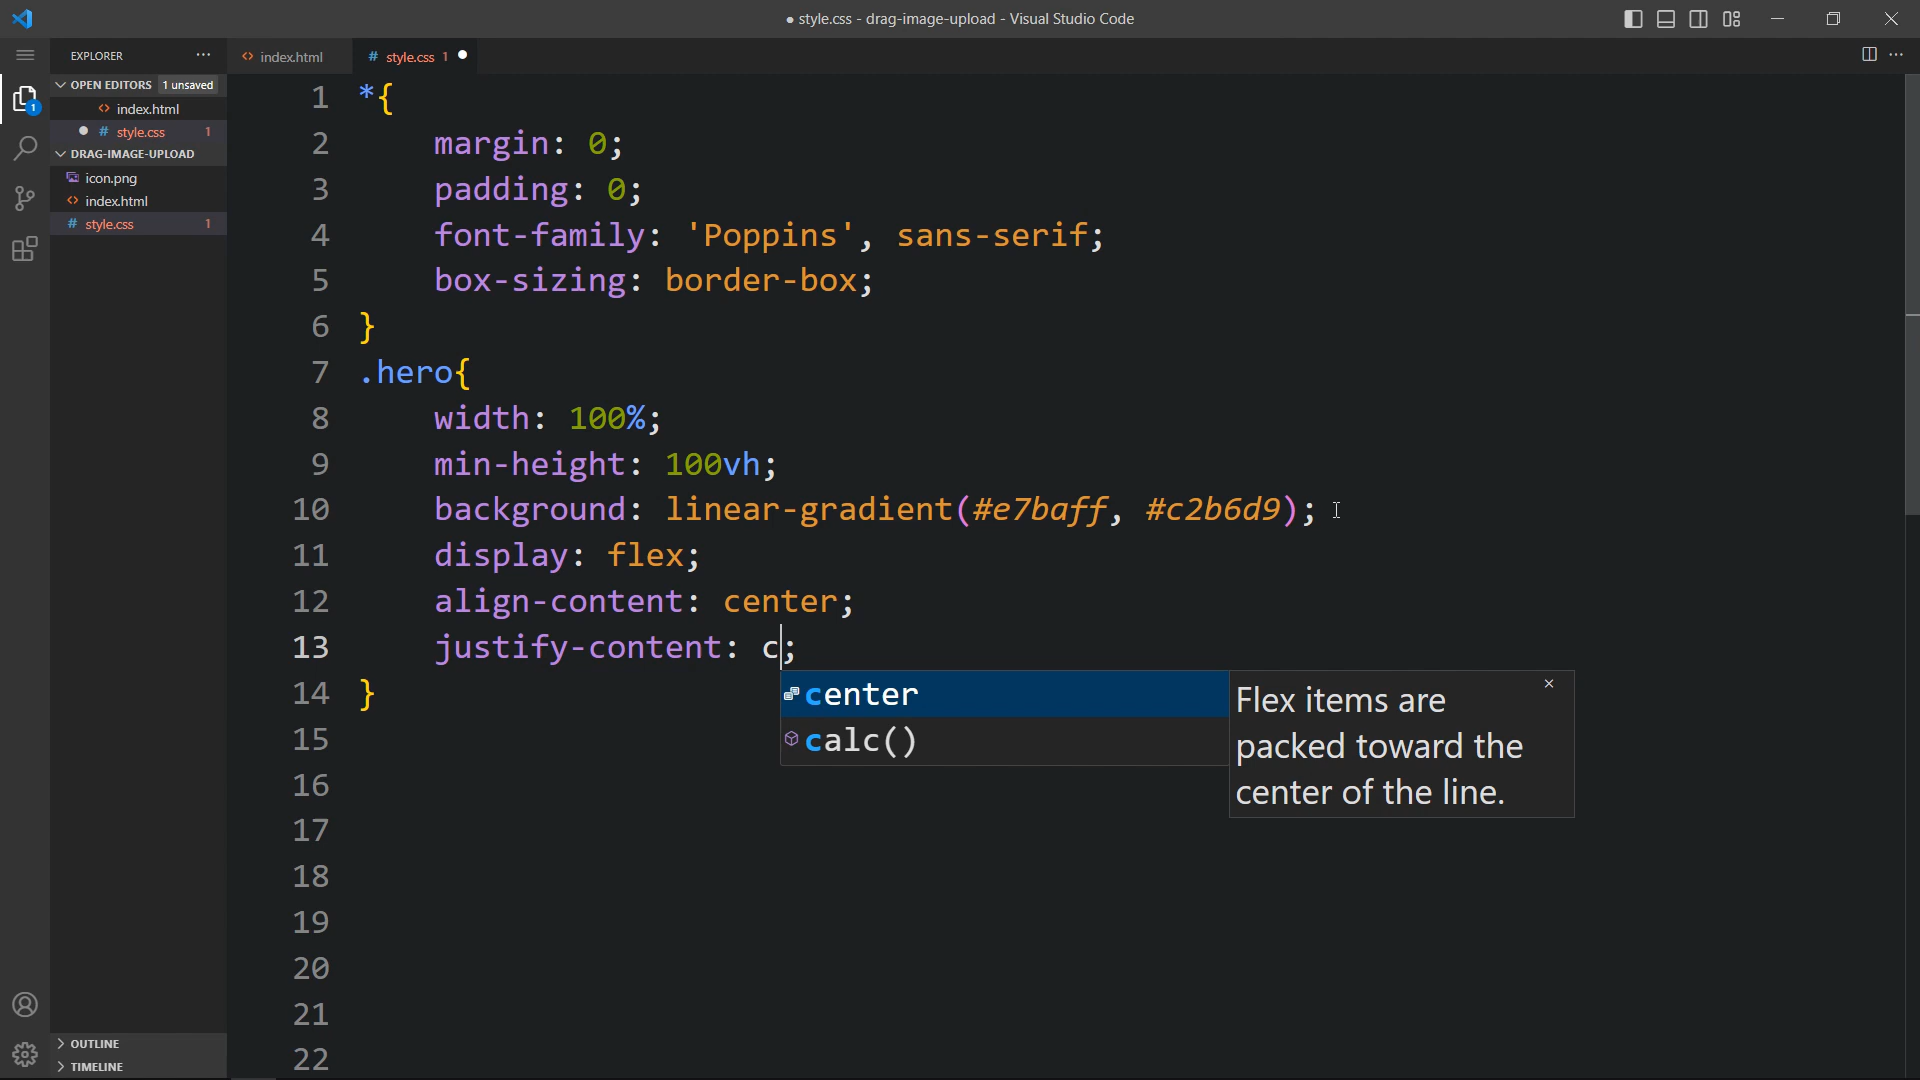 ● style.css - drag-image-upload - Visual Studio Code
EXPLORER ···
<> index.html
# style.css 1 ●
OPEN EDITORS 1 unsaved
<> index.html
● # style.css 1
DRAG-IMAGE-UPLOAD
icon.png
<> index.html
# style.css 1
1
1 *{
2 margin: 0;
3 padding: 0;
4 font-family: 'Poppins', sans-serif;
5 box-sizing: border-box;
6 }
7 .hero{
8 width: 100%;
9 min-height: 100vh;
10 background: linear-gradient(#e7baff, #c2b6d9);
11 display: flex;
12 align-content: center;
13 justify-content: c;
14 }
center
calc()
Flex items are
packed toward the
center of the line.
15
16
17
18
19
20
21
22
OUTLINE
TIMELINE